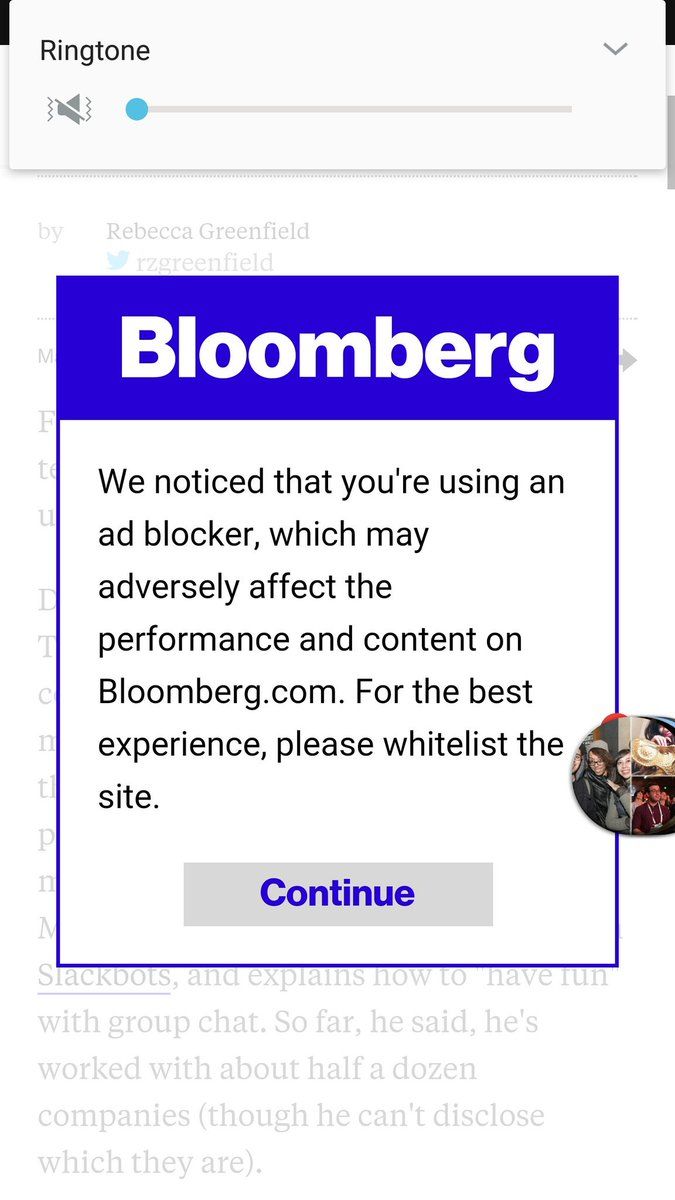 Ringtone
by Rebecca Greenfield
rzgreenfield
Bloomberg
We noticed that you're using an
ad blocker, which may
adversely affect the
performance and content on
Bloomberg.com. For the best
experience, please whitelist the
site.
Continue
Slackbots, and explains how to "have fun"
with group chat. So far, he said, he's
worked with about half a dozen
companies (though he can't disclose
which they are).